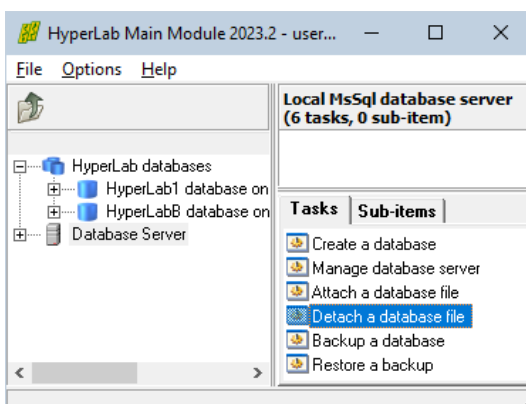 HyperLab Main Module 2023.2 - user...
File Options Help
Local MsSql database server
(6 tasks, 0 sub-item)
HyperLab databases
HyperLab1 database on
HyperLabB database on
Database Server
Tasks Sub-items
Create a database
Manage database server
Attach a database file
Detach a database file
Backup a database
Restore a backup